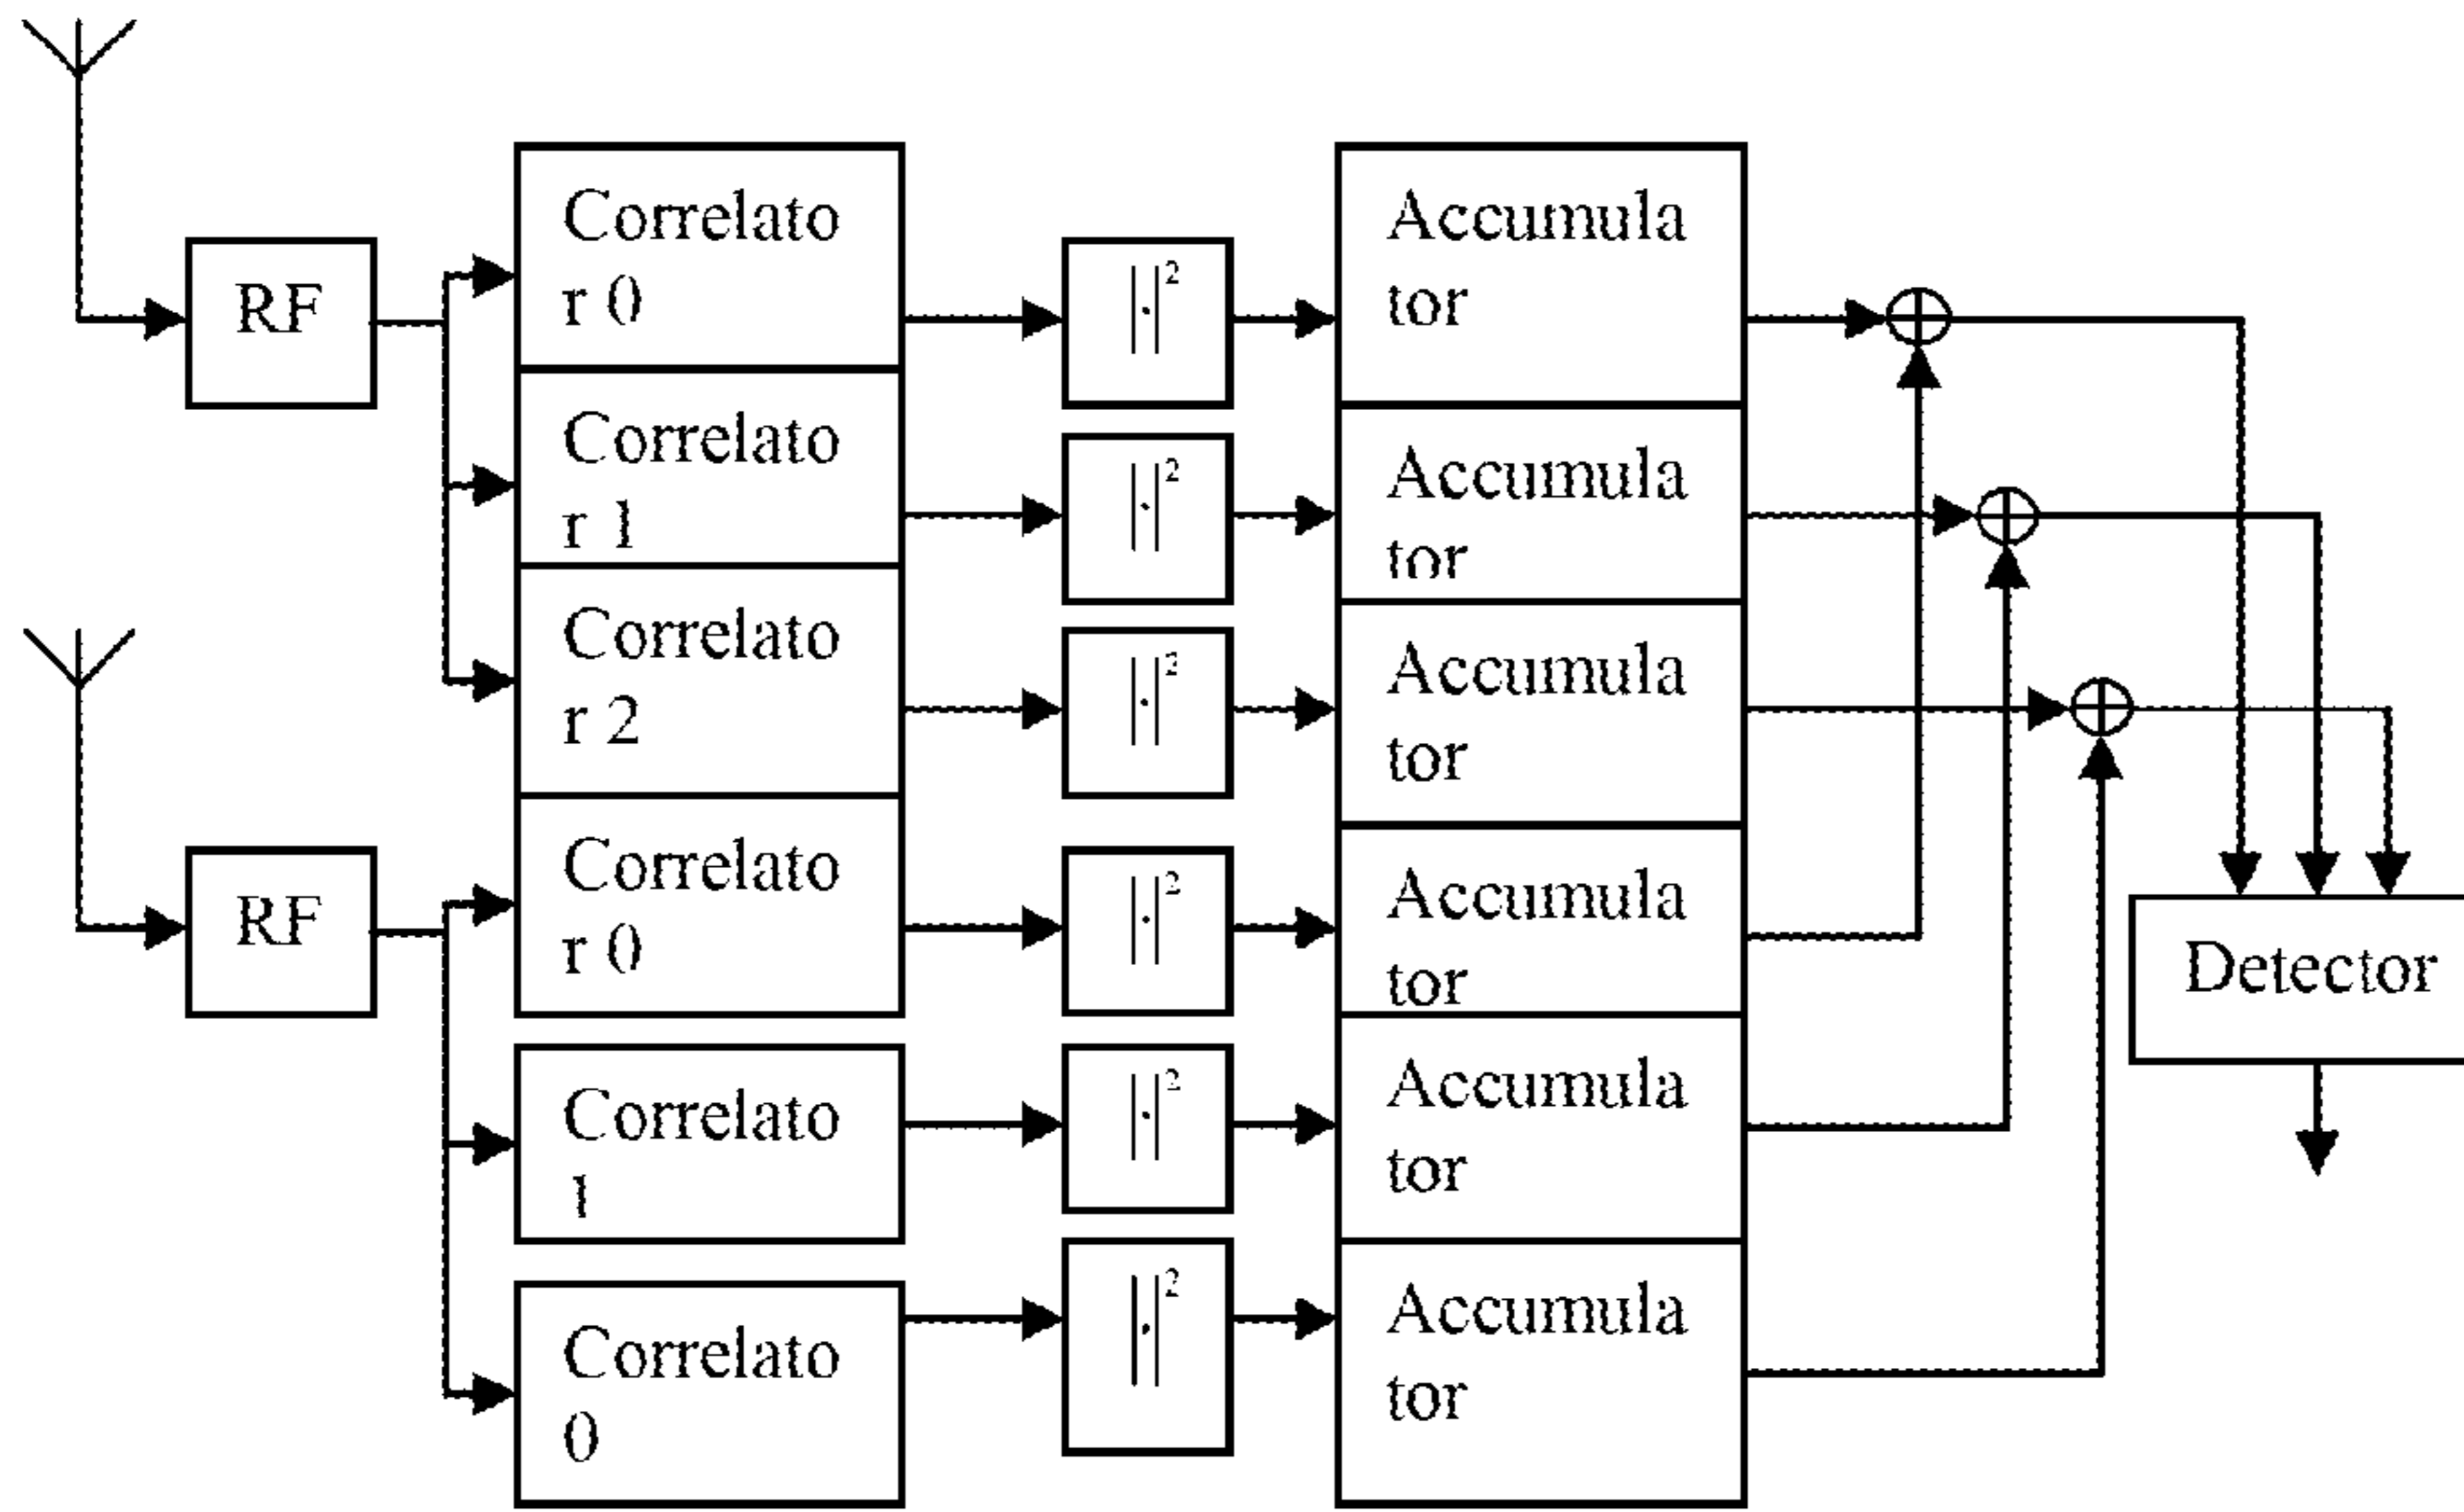 RF
Correlato
r 0
Correlato
r 1
Correlato
r 2
RF
Correlato
r 0
Correlato
1
Correlato
0
|·|²
|·|²
|·|²
|·|²
|·|²
|·|²
Accumula
tor
Accumula
tor
Accumula
tor
Accumula
tor
Accumula
tor
Accumula
tor
Detector